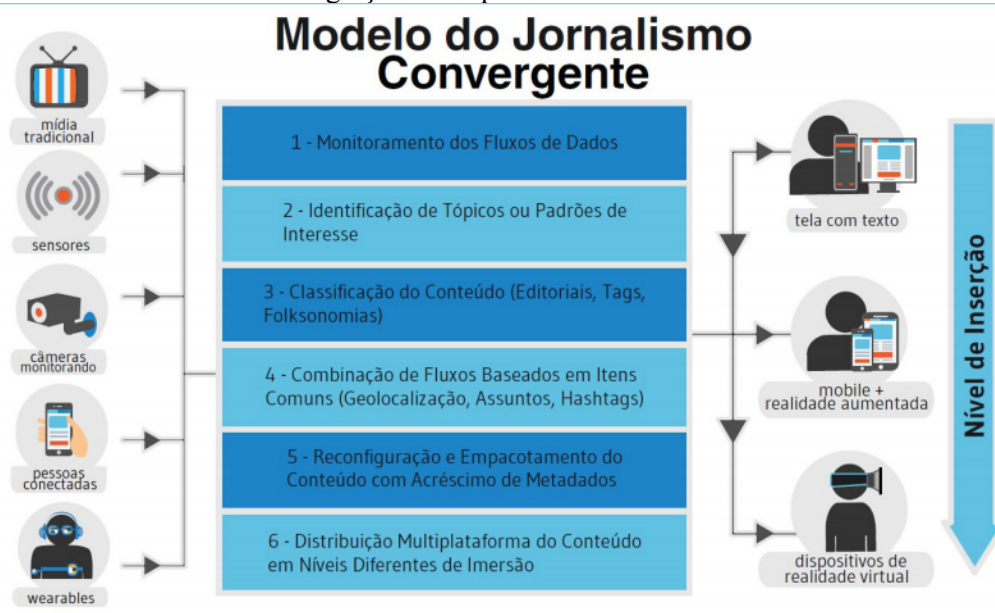 Modelo do Jornalismo
Convergente
mídia
tradicional
sensores
câmeras
monitorando
pessoas
conectadas
wearables
1 - Monitoramento dos Fluxos de Dados
2 - Identificação de Tópicos ou Padrões de
Interesse
3 - Classificação do Conteúdo (Editoriais, Tags,
Folksonomias)
4 - Combinação de Fluxos Baseados em Itens
Comuns (Geolocalização, Assuntos, Hashtags)
5 - Reconfiguração e Empacotamento do
Conteúdo com Acréscimo de Metadados
6 - Distribuição Multiplataforma do Conteúdo
em Níveis Diferentes de Imersão
tela com texto
mobile +
realidade aumentada
dispositivos de
realidade virtual
Nível de Inserção